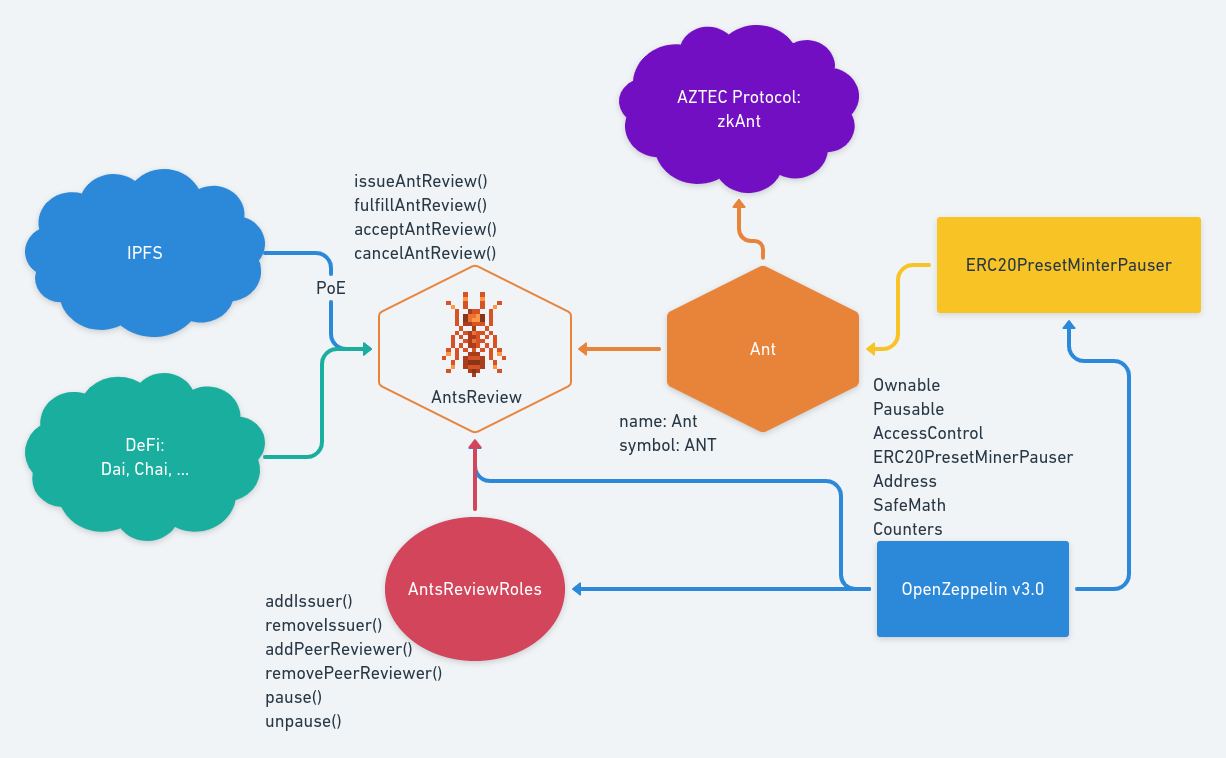 AZTEC Protocol:
zkAnt
issueAntReview()
fulfillAntReview()
acceptAntReview()
cancelAntReview()
IPFS
PoE
ERC20PresetMinterPauser
AntsReview
Ant
name: Ant
symbol: ANT
DeFi:
Dai, Chai, ...
Ownable
Pausable
AccessControl
ERC20PresetMinerPauser
Address
SafeMath
Counters
AntsReviewRoles
OpenZeppelin v3.0
addIssuer()
removeIssuer()
addPeerReviewer()
removePeerReviewer()
pause()
unpause()